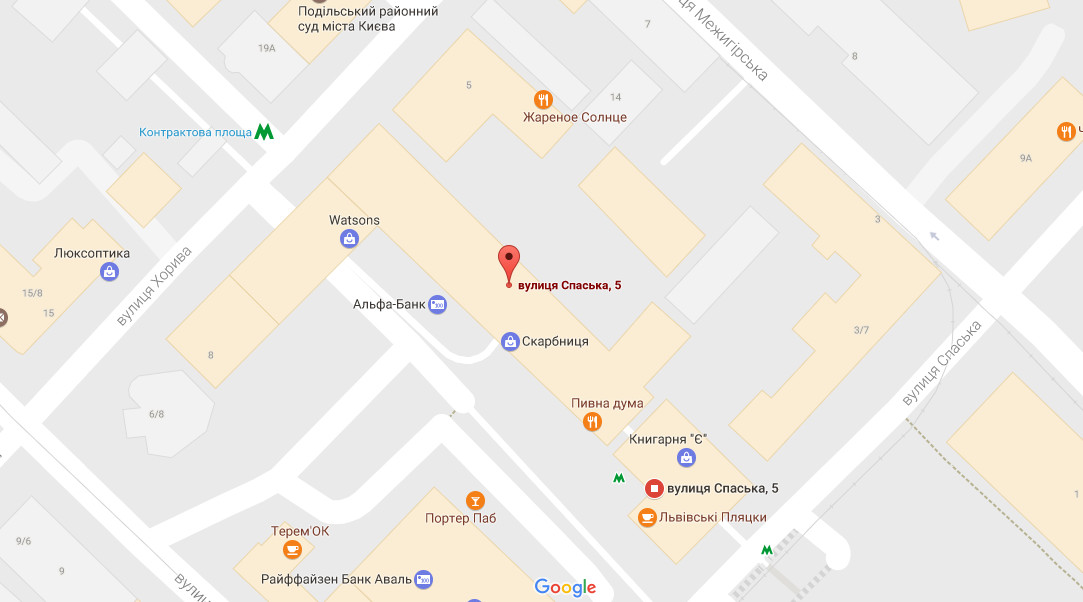 Подільський районний
суд міста Києва
19А
7
ця Межигірська
8
5
14
Жареное Солнце
Контрактова площа
9А
Watsons
3
Люксоптика
вулиця Хорива
15/8
15
вулиця Спаська, 5
Альфа-Банк
Скарбниця
3/7
8
вулиця Спаська
6/8
Пивна дума
Книгарня "Є"
вулиця Спаська, 5
Портер Паб
Львівські Пляцки
Терем'ОК
9/6
9
Райффайзен Банк Аваль
Google